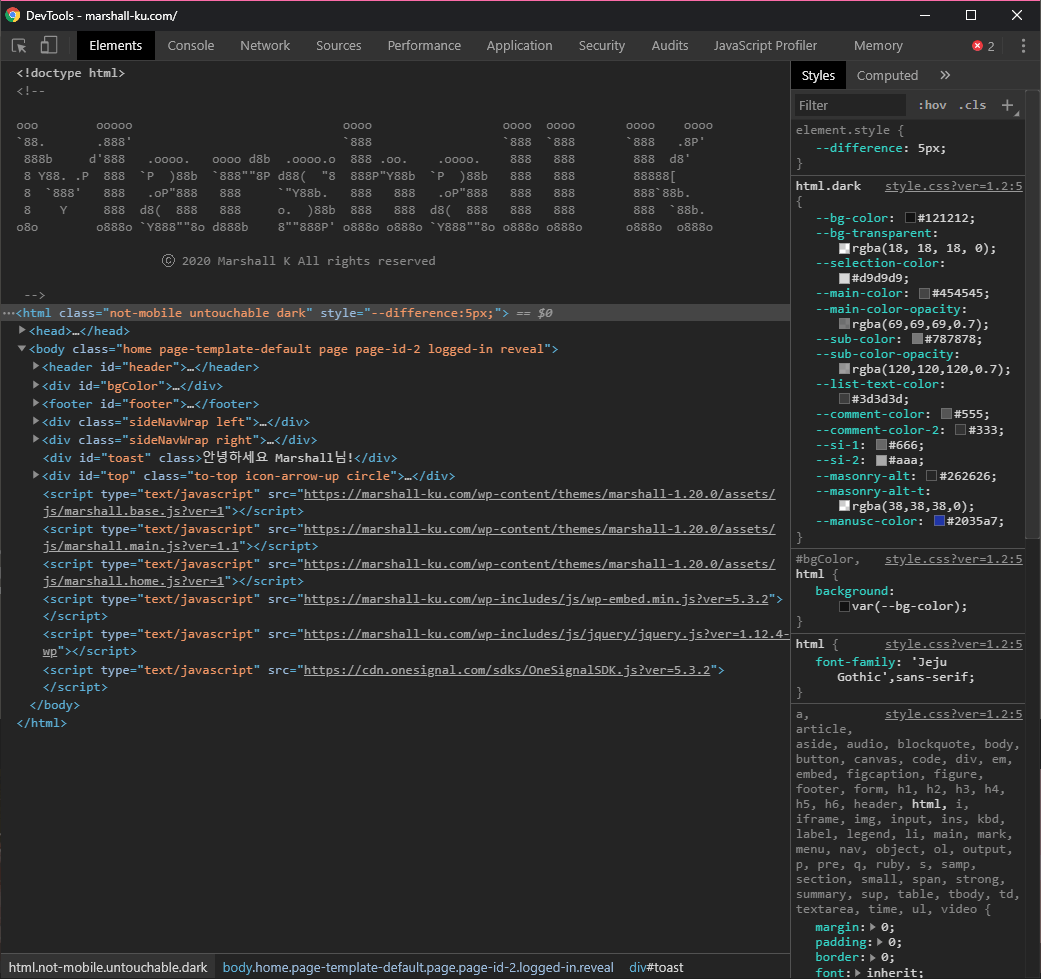 DevTools - marshall-ku.com/
Elements Console Network Sources Performance Application Security Audits JavaScript Profiler Memory 2
<!doctype html>
<!--
ooo        ooooo                            oooo                  oooo  oooo        oooo    oooo
`88.       .888'                            `888                  `888  `888        `888   .8P'
 888b     d'888   .oooo.   oooo d8b  .oooo.o  888 .oo.    .oooo.    888   888         888  d8'
 8 Y88. .P  888  `P  )88b  `888""8P d88(  "8  888P"Y88b  `P  )88b   888   888         88888[
 8  `888'   888   .oP"888   888     `"Y88b.   888   888   .oP"888   888   888         888`88b.
 8    Y     888  d8(  888   888     o.  )88b  888   888  d8(  888   888   888         888  `88b.
o8o        o888o `Y888""8o d888b    8""888P' o888o o888o `Y888""8o o888o o888o       o888o  o888o
ⓒ 2020 Marshall K All rights reserved
-->
…<html class="not-mobile untouchable dark" style="--difference:5px;"> == $0
<head>…</head>
<body class="home page-template-default page page-id-2 logged-in reveal">
<header id="header">…</header>
<div id="bgColor">…</div>
<footer id="footer">…</footer>
<div class="sideNavWrap left">…</div>
<div class="sideNavWrap right">…</div>
<div id="toast" class>안녕하세요 Marshall님!</div>
<div id="top" class="to-top icon-arrow-up circle">…</div>
<script type="text/javascript" src="https://marshall-ku.com/wp-content/themes/marshall-1.20.0/assets/
js/marshall.base.js?ver=1"></script>
<script type="text/javascript" src="https://marshall-ku.com/wp-content/themes/marshall-1.20.0/assets/
js/marshall.main.js?ver=1.1"></script>
<script type="text/javascript" src="https://marshall-ku.com/wp-content/themes/marshall-1.20.0/assets/
js/marshall.home.js?ver=1"></script>
<script type="text/javascript" src="https://marshall-ku.com/wp-includes/js/wp-embed.min.js?ver=5.3.2">
</script>
<script type="text/javascript" src="https://marshall-ku.com/wp-includes/js/jquery/jquery.js?ver=1.12.4-
wp"></script>
<script type="text/javascript" src="https://cdn.onesignal.com/sdks/OneSignalSDK.js?ver=5.3.2">
</script>
</body>
</html>
html.not-mobile.untouchable.dark body.home.page-template-default.page.page-id-2.logged-in.reveal div#toast
Styles Computed »
Filter :hov .cls +
element.style {
--difference: 5px;
}
html.dark style.css?ver=1.2:5
{
--bg-color: #121212;
--bg-transparent:
rgba(18, 18, 18, 0);
--selection-color:
#d9d9d9;
--main-color: #454545;
--main-color-opacity:
rgba(69,69,69,0.7);
--sub-color: #787878;
--sub-color-opacity:
rgba(120,120,120,0.7);
--list-text-color:
#3d3d3d;
--comment-color: #555;
--comment-color-2: #333;
--si-1: #666;
--si-2: #aaa;
--masonry-alt: #262626;
--masonry-alt-t:
rgba(38,38,38,0);
--manusc-color: #2035a7;
}
#bgColor, style.css?ver=1.2:5
html {
background:
var(--bg-color);
}
html { style.css?ver=1.2:5
font-family: 'Jeju
Gothic',sans-serif;
}
a, style.css?ver=1.2:5
article,
aside, audio, blockquote, body,
button, canvas, code, div, em,
embed, figcaption, figure,
footer, form, h1, h2, h3, h4,
h5, h6, header, html, i,
iframe, img, input, ins, kbd,
label, legend, li, main, mark,
menu, nav, object, ol, output,
p, pre, q, ruby, s, samp,
section, small, span, strong,
summary, sup, table, tbody, td,
textarea, time, ul, video {
margin: 0;
padding: 0;
border: 0;
font: inherit;